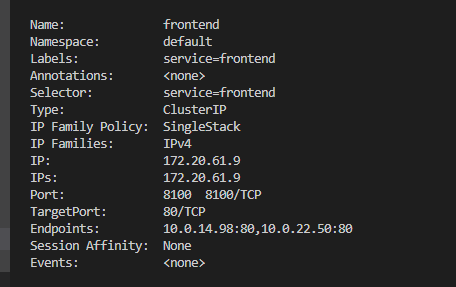 Name: frontend
Namespace: default
Labels: service=frontend
Annotations: <none>
Selector: service=frontend
Type: ClusterIP
IP Family Policy: SingleStack
IP Families: IPv4
IP: 172.20.61.9
IPs: 172.20.61.9
Port: 8100 8100/TCP
TargetPort: 80/TCP
Endpoints: 10.0.14.98:80,10.0.22.50:80
Session Affinity: None
Events: <none>